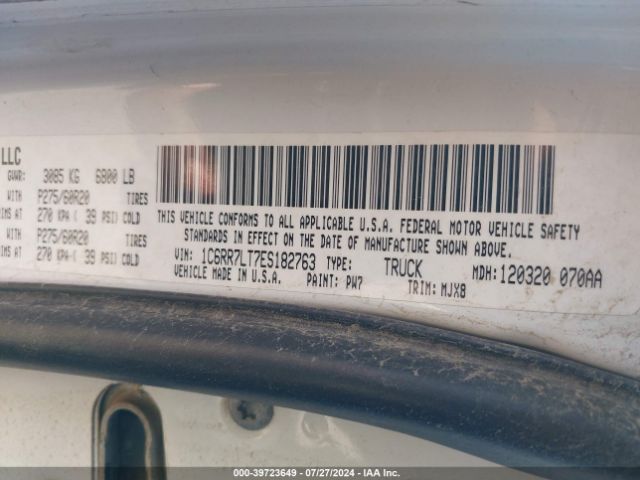 LLC
GVWR: 3085 KG 6800 LB
WITH P275/60R20 TIRES
RIMS AT 270 KPA( 39 PSI) COLD
WITH P275/60R20 TIRES
RIMS AT 270 KPA( 39 PSI) COLD
THIS VEHICLE CONFORMS TO ALL APPLICABLE U.S.A. FEDERAL MOTOR VEHICLE SAFETY
STANDARDS IN EFFECT ON THE DATE OF MANUFACTURE SHOWN ABOVE.
VIN: 1C6RR7LT7ES182763 TYPE: TRUCK MDH: 120320 070AA
VEHICLE MADE IN U.S.A. PAINT: PW7 TRIM: MJX8
000-39723649 - 07/27/2024 - IAA Inc.